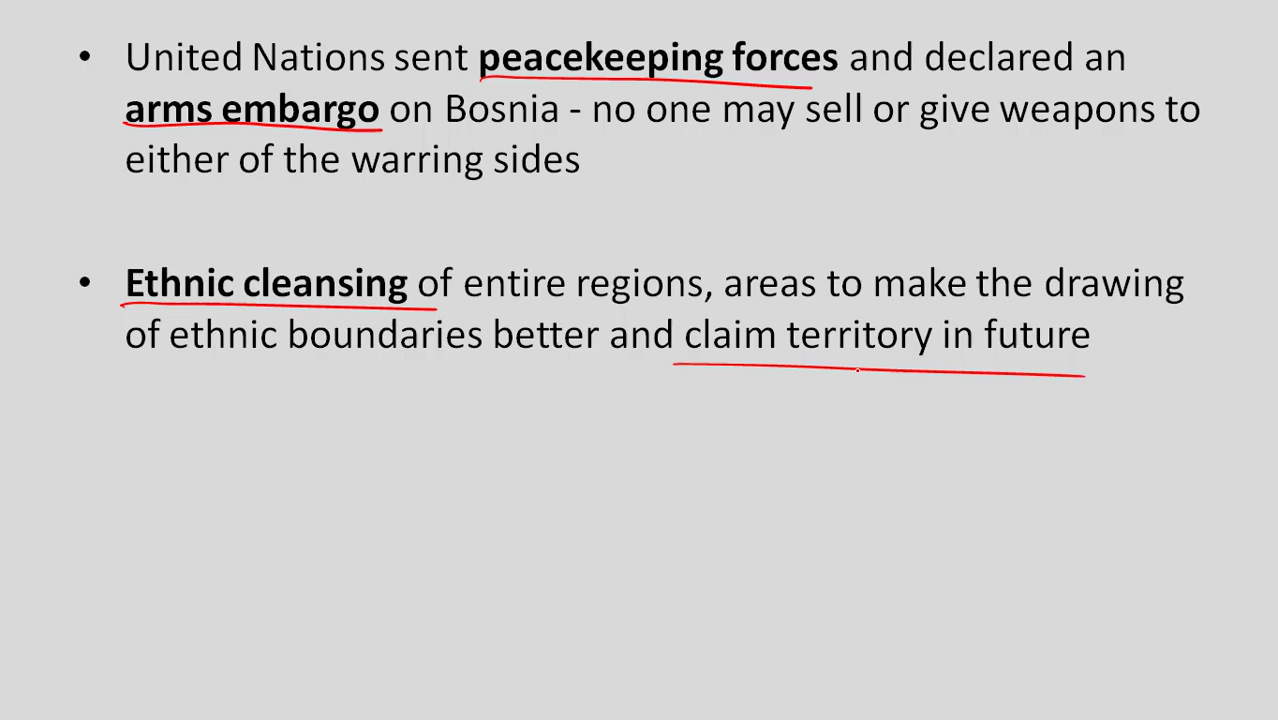 • United Nations sent peacekeeping forces and declared an
arms embargo on Bosnia - no one may sell or give weapons to
either of the warring sides
• Ethnic cleansing of entire regions, areas to make the drawing
of ethnic boundaries better and claim territory in future